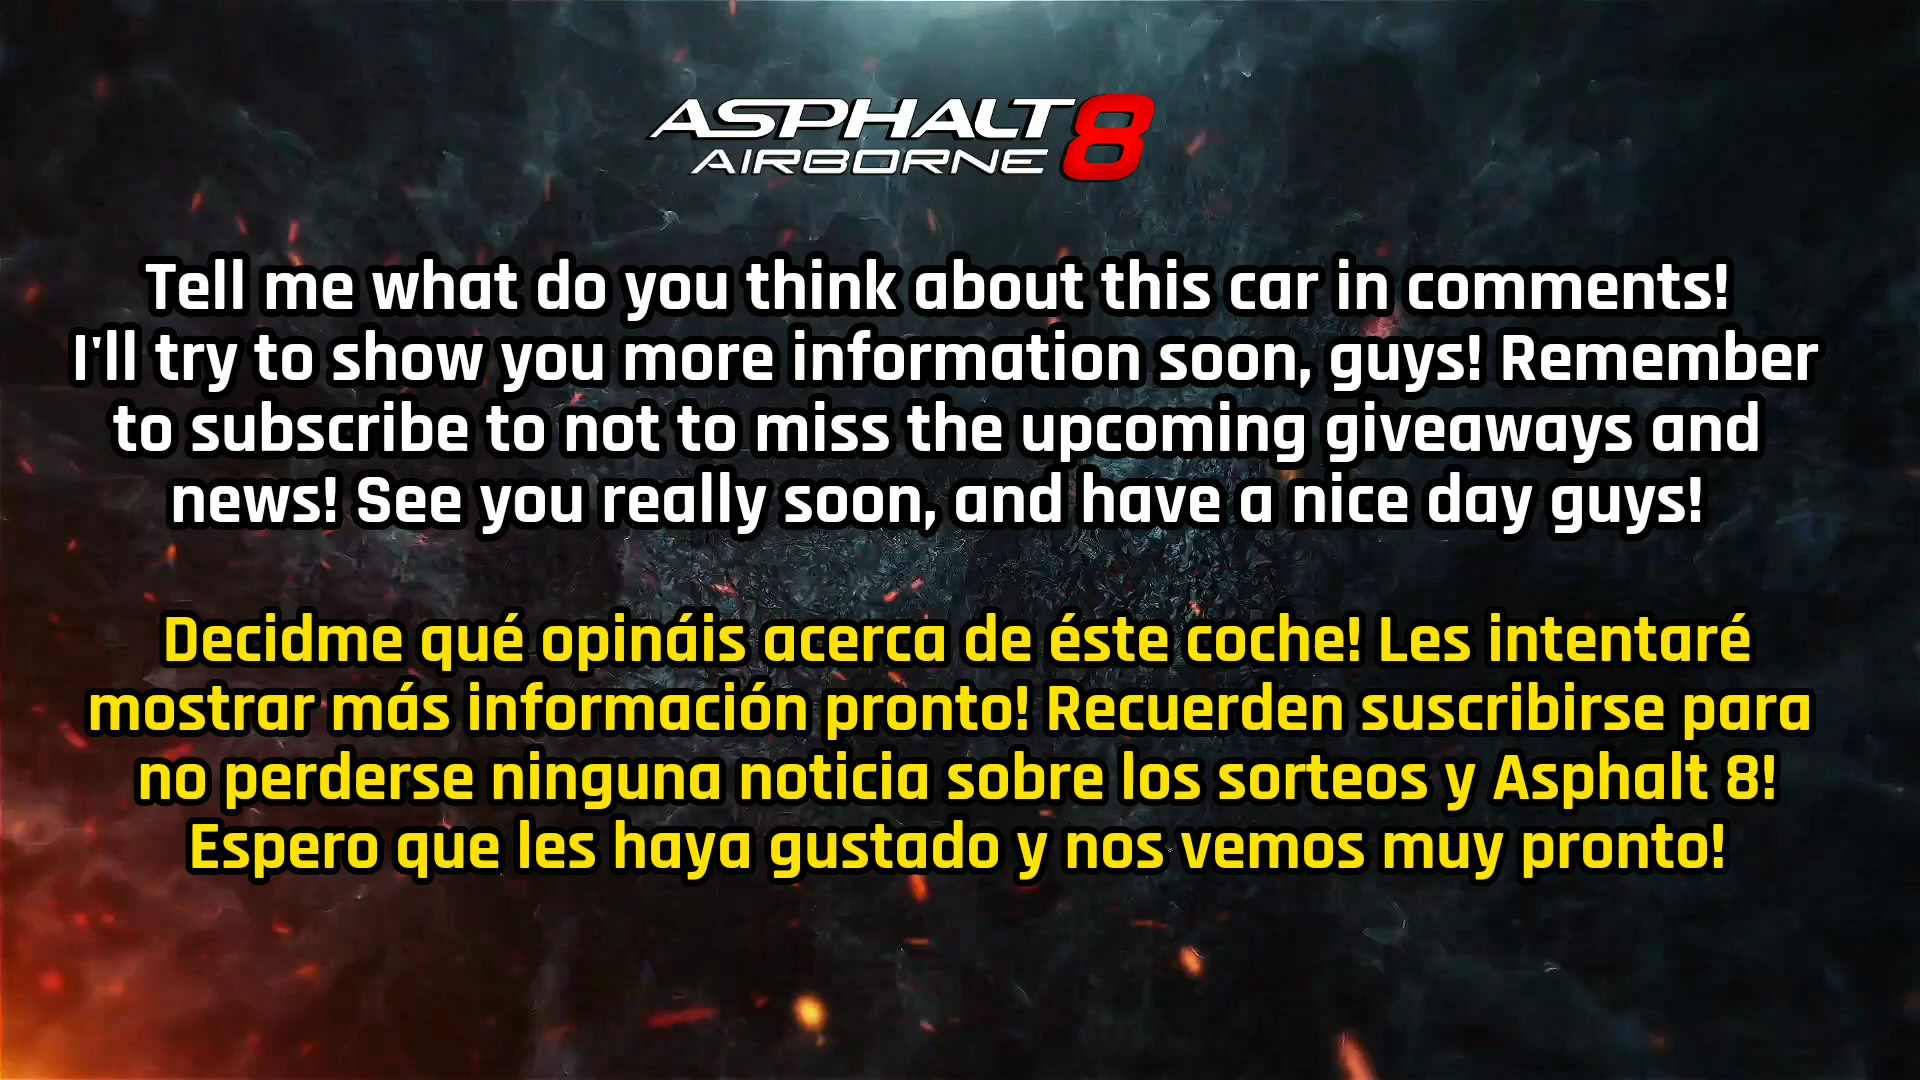 ASPHALT 8
AIRBORNE
Tell me what do you think about this car in comments!
I'll try to show you more information soon, guys! Remember
to subscribe to not to miss the upcoming giveaways and
news! See you really soon, and have a nice day guys!
Decidme qué opináis acerca de éste coche! Les intentaré
mostrar más información pronto! Recuerden suscribirse para
no perderse ninguna noticia sobre los sorteos y Asphalt 8!
Espero que les haya gustado y nos vemos muy pronto!